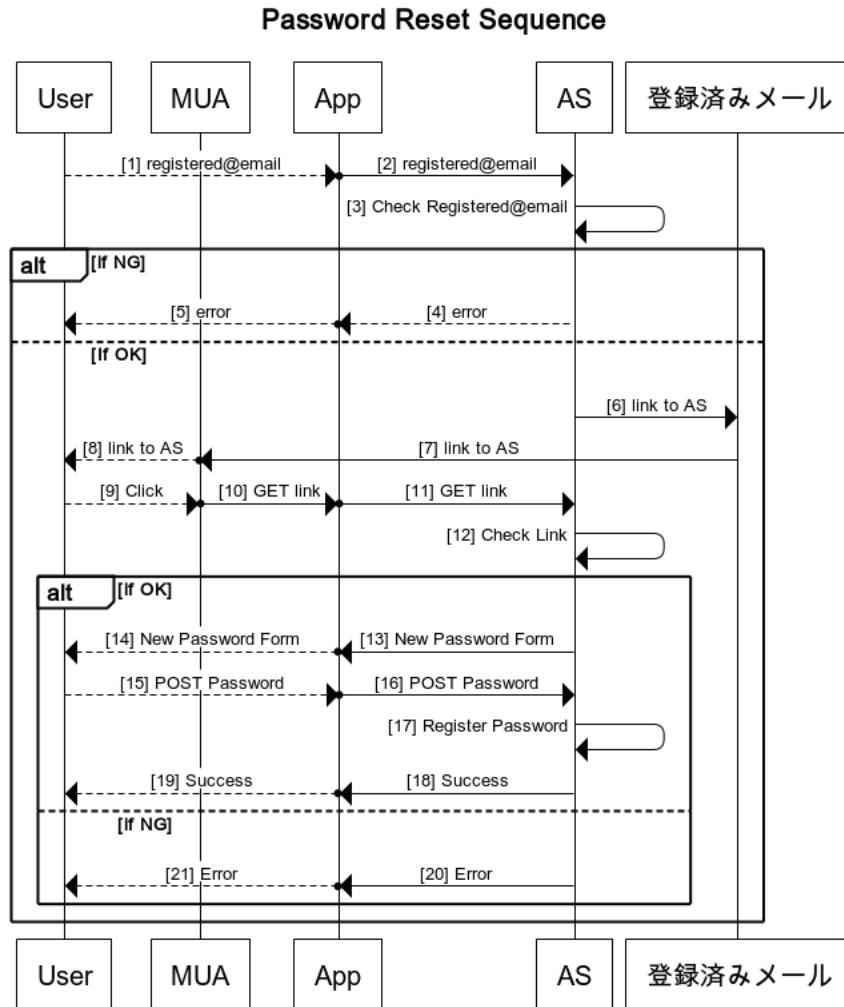 Password Reset Sequence
User MUA App AS 登録済みメール
[1] registered@email [2] registered@email
[3] Check Registered@email
alt [If NG]
[5] error [4] error
[If OK]
[6] link to AS
[8] link to AS [7] link to AS
[9] Click [10] GET link [11] GET link
[12] Check Link
alt [If OK]
[14] New Password Form [13] New Password Form
[15] POST Password [16] POST Password
[17] Register Password
[19] Success [18] Success
[If NG]
[21] Error [20] Error
User MUA App AS 登録済みメール